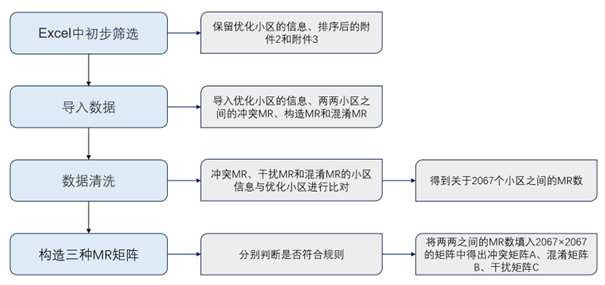 Excel中初步筛选
保留优化小区的信息、排序后的附
件2和附件3
导入数据
导入优化小区的信息、两两小区之
间的冲突MR、构造MR和混淆MR
数据清洗
冲突MR、干扰MR和混淆MR的小区
信息与优化小区进行比对
得到关于2067个小区之间的MR数
构造三种MR矩阵
分别判断是否符合规则
将两两之间的MR数填入2067×2067
的矩阵中得出冲突矩阵A、混淆矩阵
B、干扰矩阵C